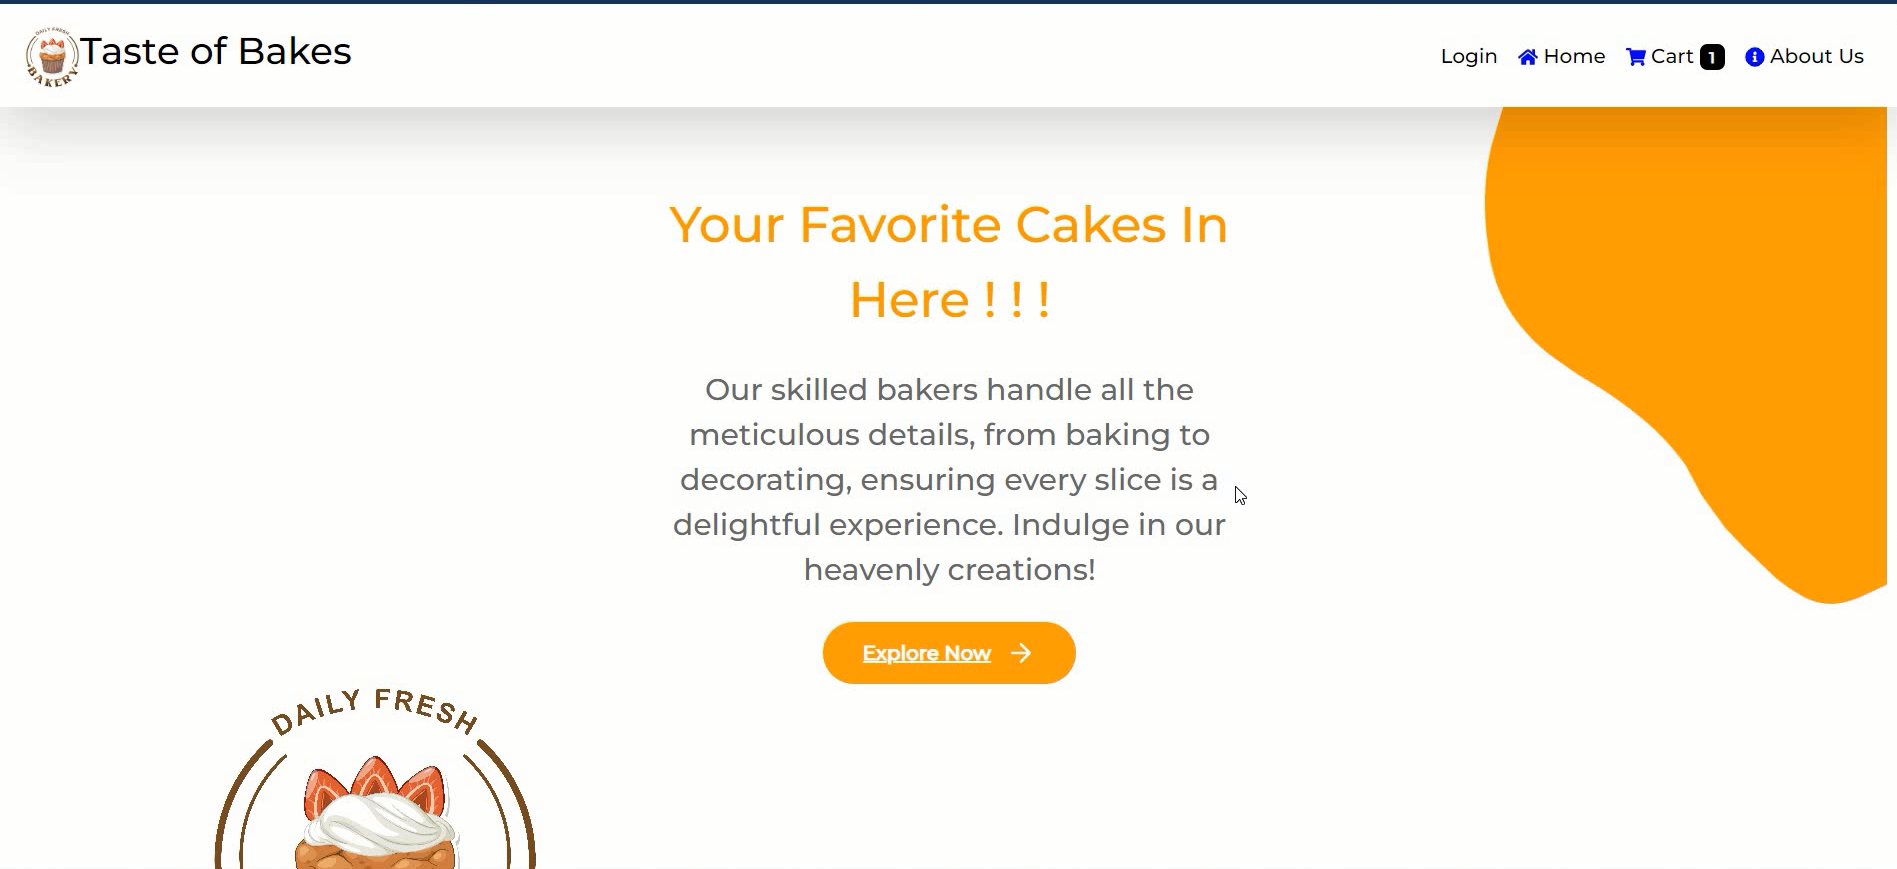 DAILY FRESH
BAKERY
Taste of Bakes
Login
Home
Cart 1
About Us
Your Favorite Cakes In
Here ! ! !
Our skilled bakers handle all the
meticulous details, from baking to
decorating, ensuring every slice is a
delightful experience. Indulge in our
heavenly creations!
Explore Now
DAILY FRESH